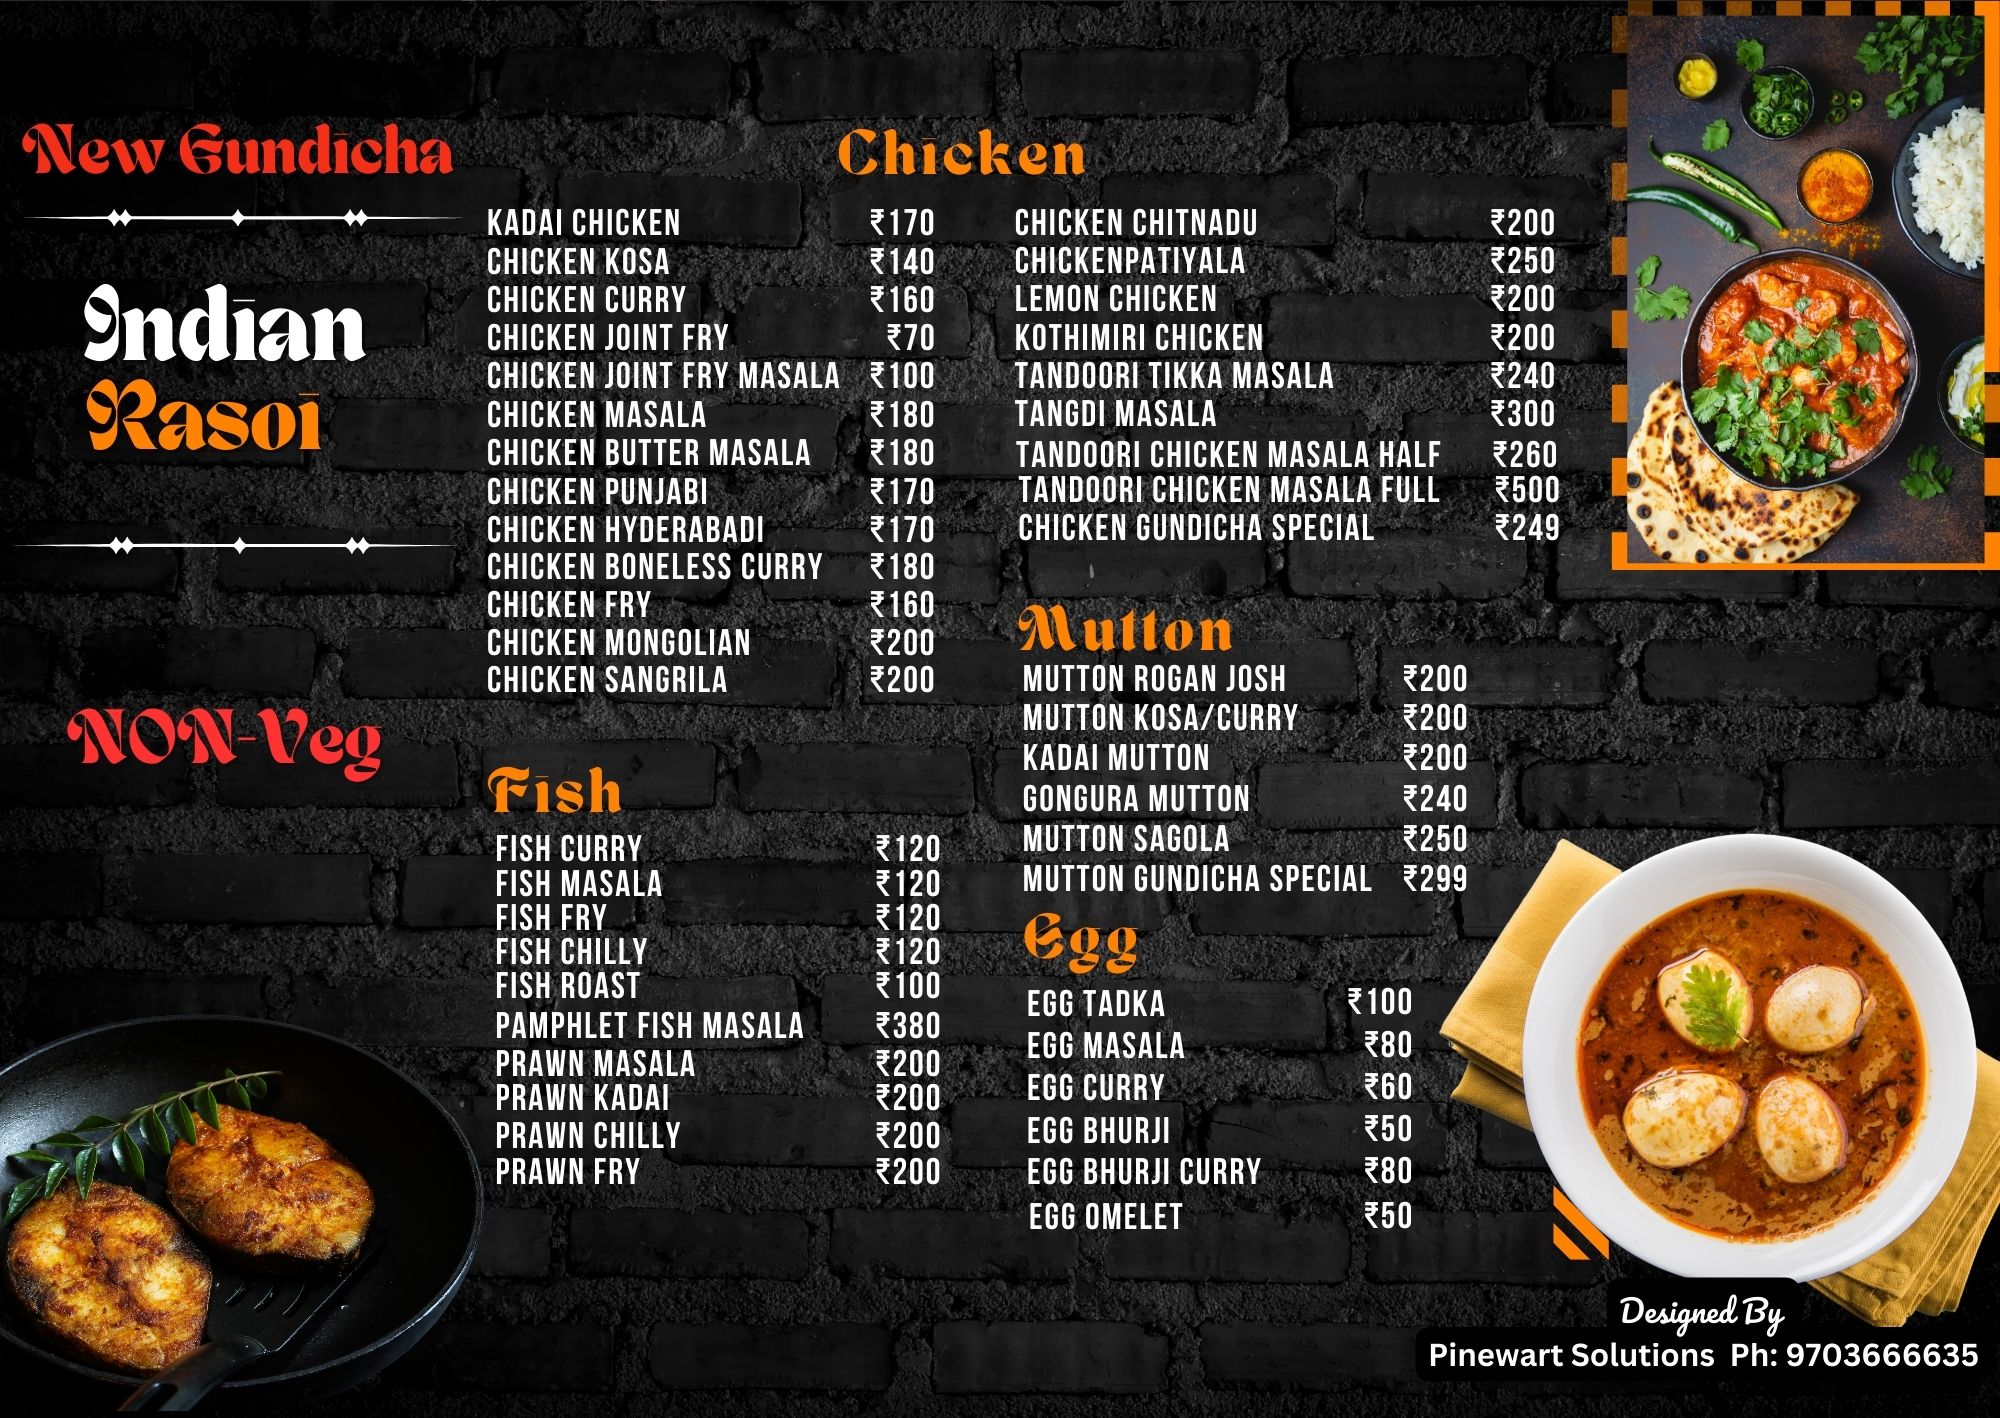 New Gundicha
Indian
Rasoi
NON-Veg
Chicken
KADAI CHICKEN ₹170
CHICKEN KOSA ₹140
CHICKEN CURRY ₹160
CHICKEN JOINT FRY ₹70
CHICKEN JOINT FRY MASALA ₹100
CHICKEN MASALA ₹180
CHICKEN BUTTER MASALA ₹180
CHICKEN PUNJABI ₹170
CHICKEN HYDERABADI ₹170
CHICKEN BONELESS CURRY ₹180
CHICKEN FRY ₹160
CHICKEN MONGOLIAN ₹200
CHICKEN SANGRILA ₹200
CHICKEN CHITNADU ₹200
CHICKENPATIYALA ₹250
LEMON CHICKEN ₹200
KOTHIMIRI CHICKEN ₹200
TANDOORI TIKKA MASALA ₹240
TANGDI MASALA ₹300
TANDOORI CHICKEN MASALA HALF ₹260
TANDOORI CHICKEN MASALA FULL ₹500
CHICKEN GUNDICHA SPECIAL ₹249
Fish
FISH CURRY ₹120
FISH MASALA ₹120
FISH FRY ₹120
FISH CHILLY ₹120
FISH ROAST ₹100
PAMPHLET FISH MASALA ₹380
PRAWN MASALA ₹200
PRAWN KADAI ₹200
PRAWN CHILLY ₹200
PRAWN FRY ₹200
Mutton
MUTTON ROGAN JOSH ₹200
MUTTON KOSA/CURRY ₹200
KADAI MUTTON ₹200
GONGURA MUTTON ₹240
MUTTON SAGOLA ₹250
MUTTON GUNDICHA SPECIAL ₹299
Egg
EGG TADKA ₹100
EGG MASALA ₹80
EGG CURRY ₹60
EGG BHURJI ₹50
EGG BHURJI CURRY ₹80
EGG OMELET ₹50
Designed By
Pinewart Solutions Ph: 9703666635